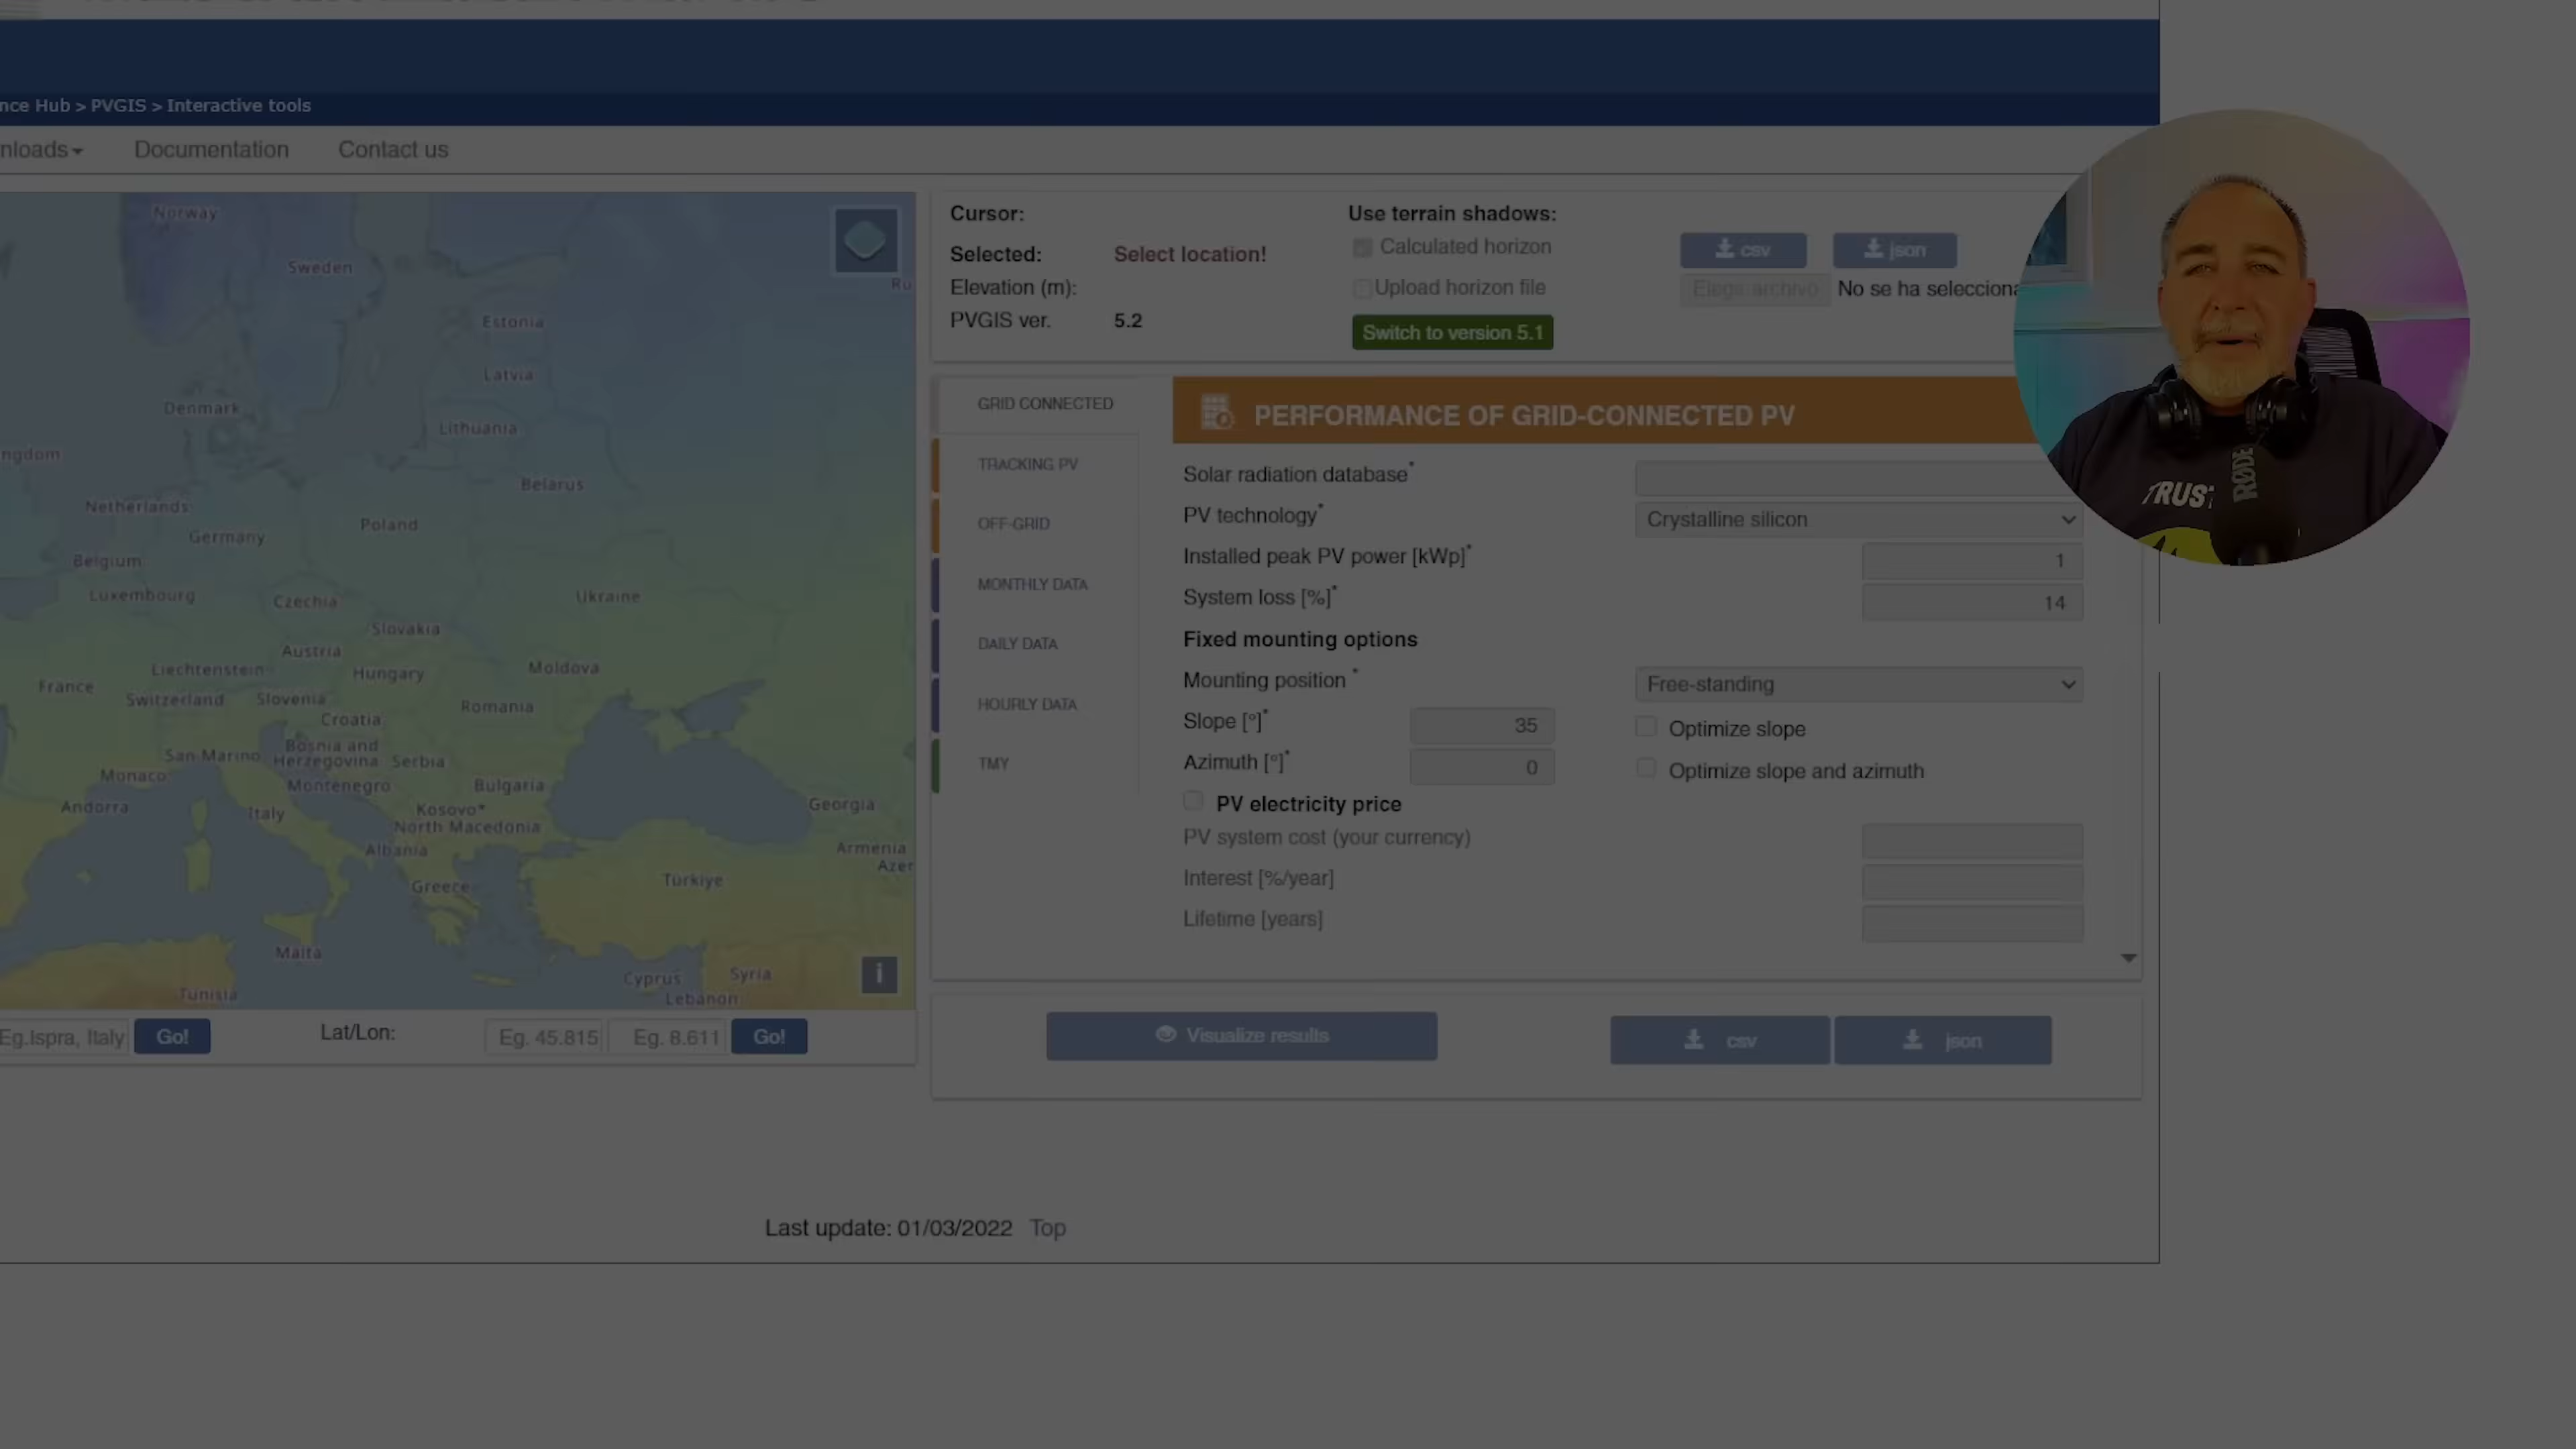 nce Hub > PVGIS > Interactive tools
nloads
Documentation
Contact us
Norway
Sweden
Ru
Estonia
Latvia
Denmark
Lithuania
ngdom
Belarus
Netherlands
Poland
Germany
Belgium
Luxembourg
Czechia
Ukraine
Slovakia
Austria
Liechtenstein
Hungary
Moldova
France
Switzerland
Slovenia
Romania
Croatia
San Marino
Bosnia and
Herzegovina
Serbia
Monaco
Montenegro
Bulgaria
Andorra
Italy
Kosovo*
Georgia
North Macedonia
Albania
Armenia
Azer
Greece
Türkiye
Malta
Cyprus
Syria
Tunisia
Lebanon
i
Eg.Ispra, Italy
Go!
Lat/Lon:
Eg. 45.815
Eg. 8.611
Go!
Cursor:
Selected:
Select location!
Elevation (m):
PVGIS ver.
5.2
Use terrain shadows:
Calculated horizon
Upload horizon file
Switch to version 5.1
csv
json
Elegir archivo
No se ha selecciona
GRID CONNECTED
TRACKING PV
OFF-GRID
MONTHLY DATA
DAILY DATA
HOURLY DATA
TMY
PERFORMANCE OF GRID-CONNECTED PV
Solar radiation database*
PV technology*
Crystalline silicon
Installed peak PV power [kWp]*
1
System loss [%]*
14
Fixed mounting options
Mounting position *
Free-standing
Slope [°]*
35
Optimize slope
Azimuth [°]*
0
Optimize slope and azimuth
PV electricity price
PV system cost (your currency)
Interest [%/year]
Lifetime [years]
Visualize results
csv
json
Last update: 01/03/2022 Top
RØDE
TRUST